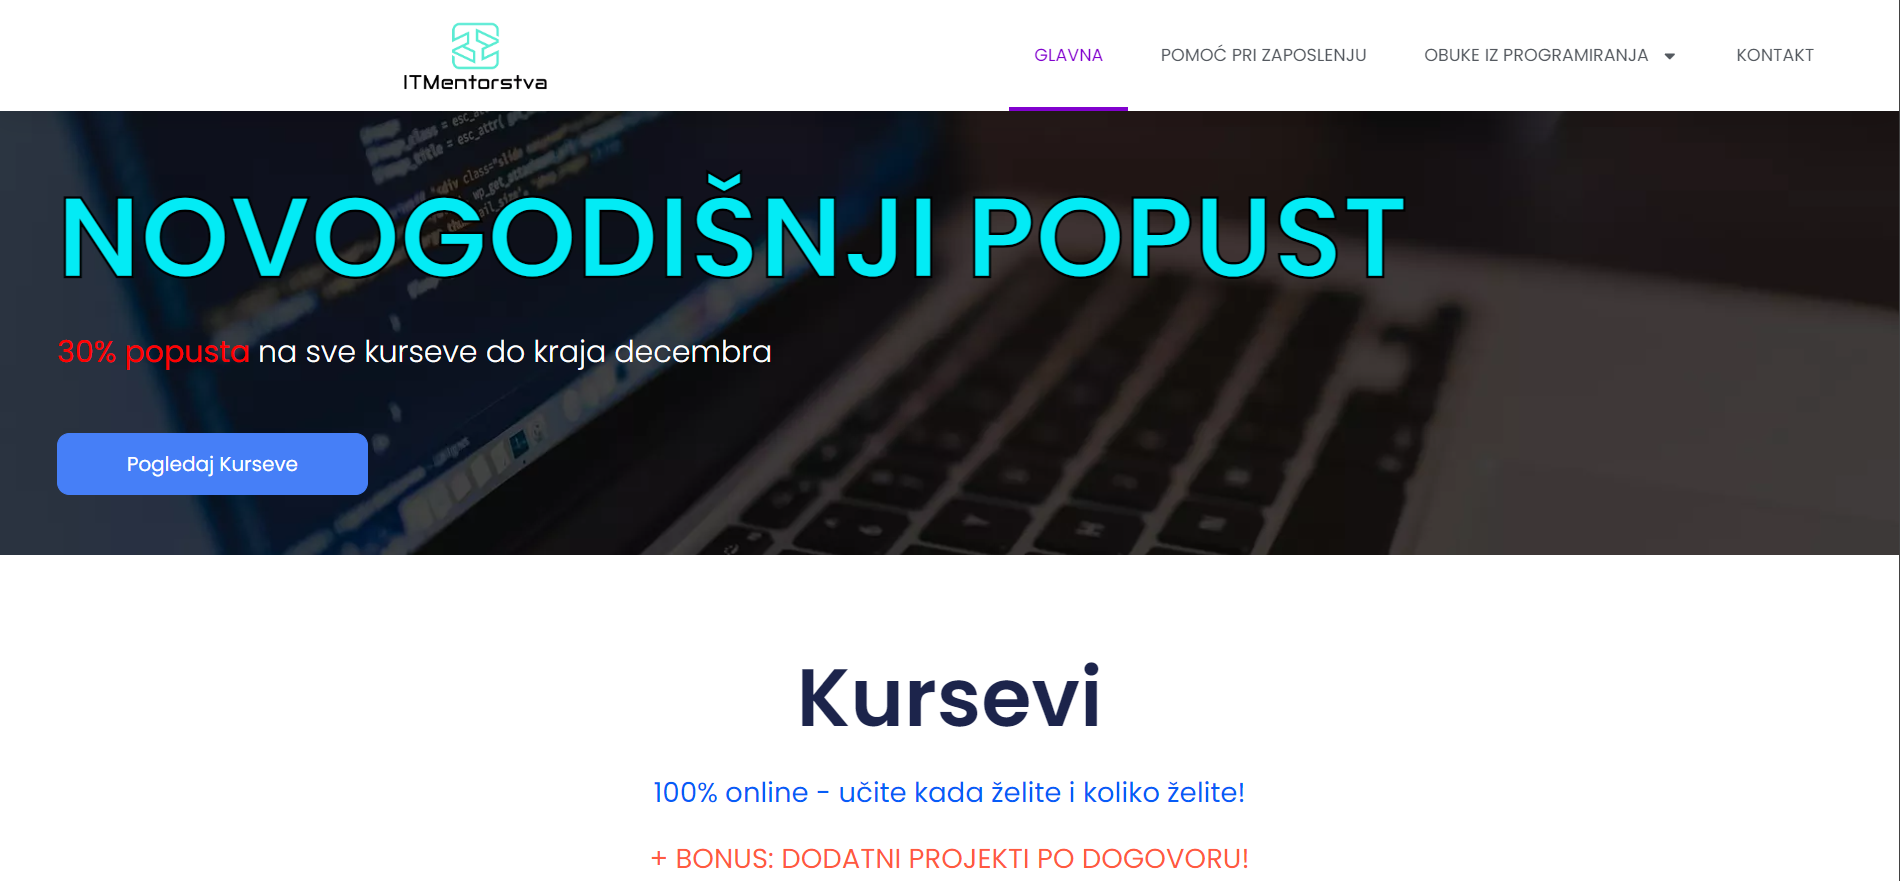 ITMentorstva
GLAVNA
POMOĆ PRI ZAPOSLENJU
OBUKE IZ PROGRAMIRANJA
KONTAKT
NOVOGODIŠNJI POPUST
30% popusta na sve kurseve do kraja decembra
Pogledaj Kurseve
Kursevi
100% online - učite kada želite i koliko želite!
+ BONUS: DODATNI PROJEKTI PO DOGOVORU!